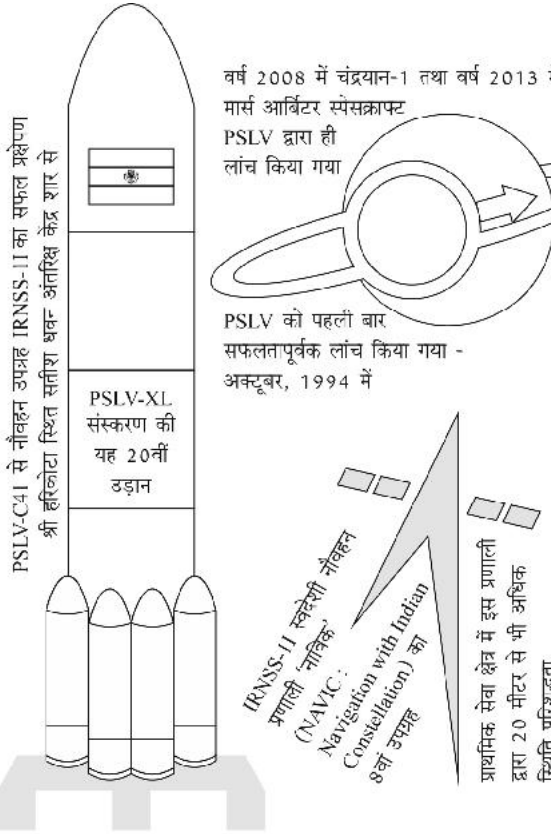 PSLV-C41 से नौवहन उपग्रह IRNSS-1I का सफल प्रक्षेपण
श्री हरिकोटा स्थित सतीश धवन अंतरिक्ष केंद्र शार से
PSLV-XL
संस्करण की
यह 20वीं
उड़ान
वर्ष 2008 में चंद्रयान-1 तथा वर्ष 2013
मार्स आर्बिटर स्पेसक्राफ्ट
PSLV द्वारा ही
लांच किया गया
PSLV को पहली बार
सफलतापूर्वक लांच किया गया -
अक्टूबर, 1994 में
IRNSS-1I स्वदेशी नौवहन
प्रणाली 'नाविक'
(NAVIC :
Navigation with Indian
Constellation) का
8वां उपग्रह
प्राथमिक सेवा क्षेत्र में इस प्रणाली
द्वारा 20 मीटर से भी अधिक